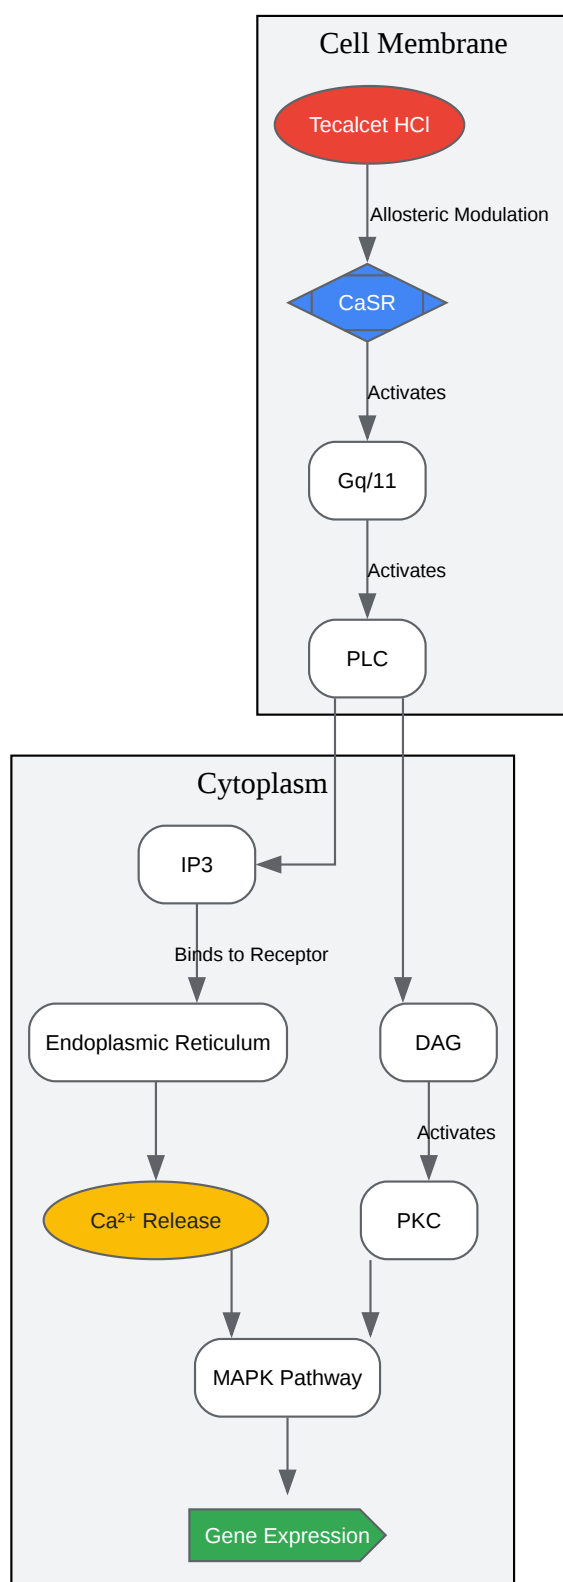 Cell Membrane
Tecalcet HCl
Allosteric Modulation
CaSR
Activates
Gq/11
Activates
PLC
Cytoplasm
IP3
Binds to Receptor
Endoplasmic Reticulum
DAG
Activates
Ca²⁺ Release
PKC
MAPK Pathway
Gene Expression